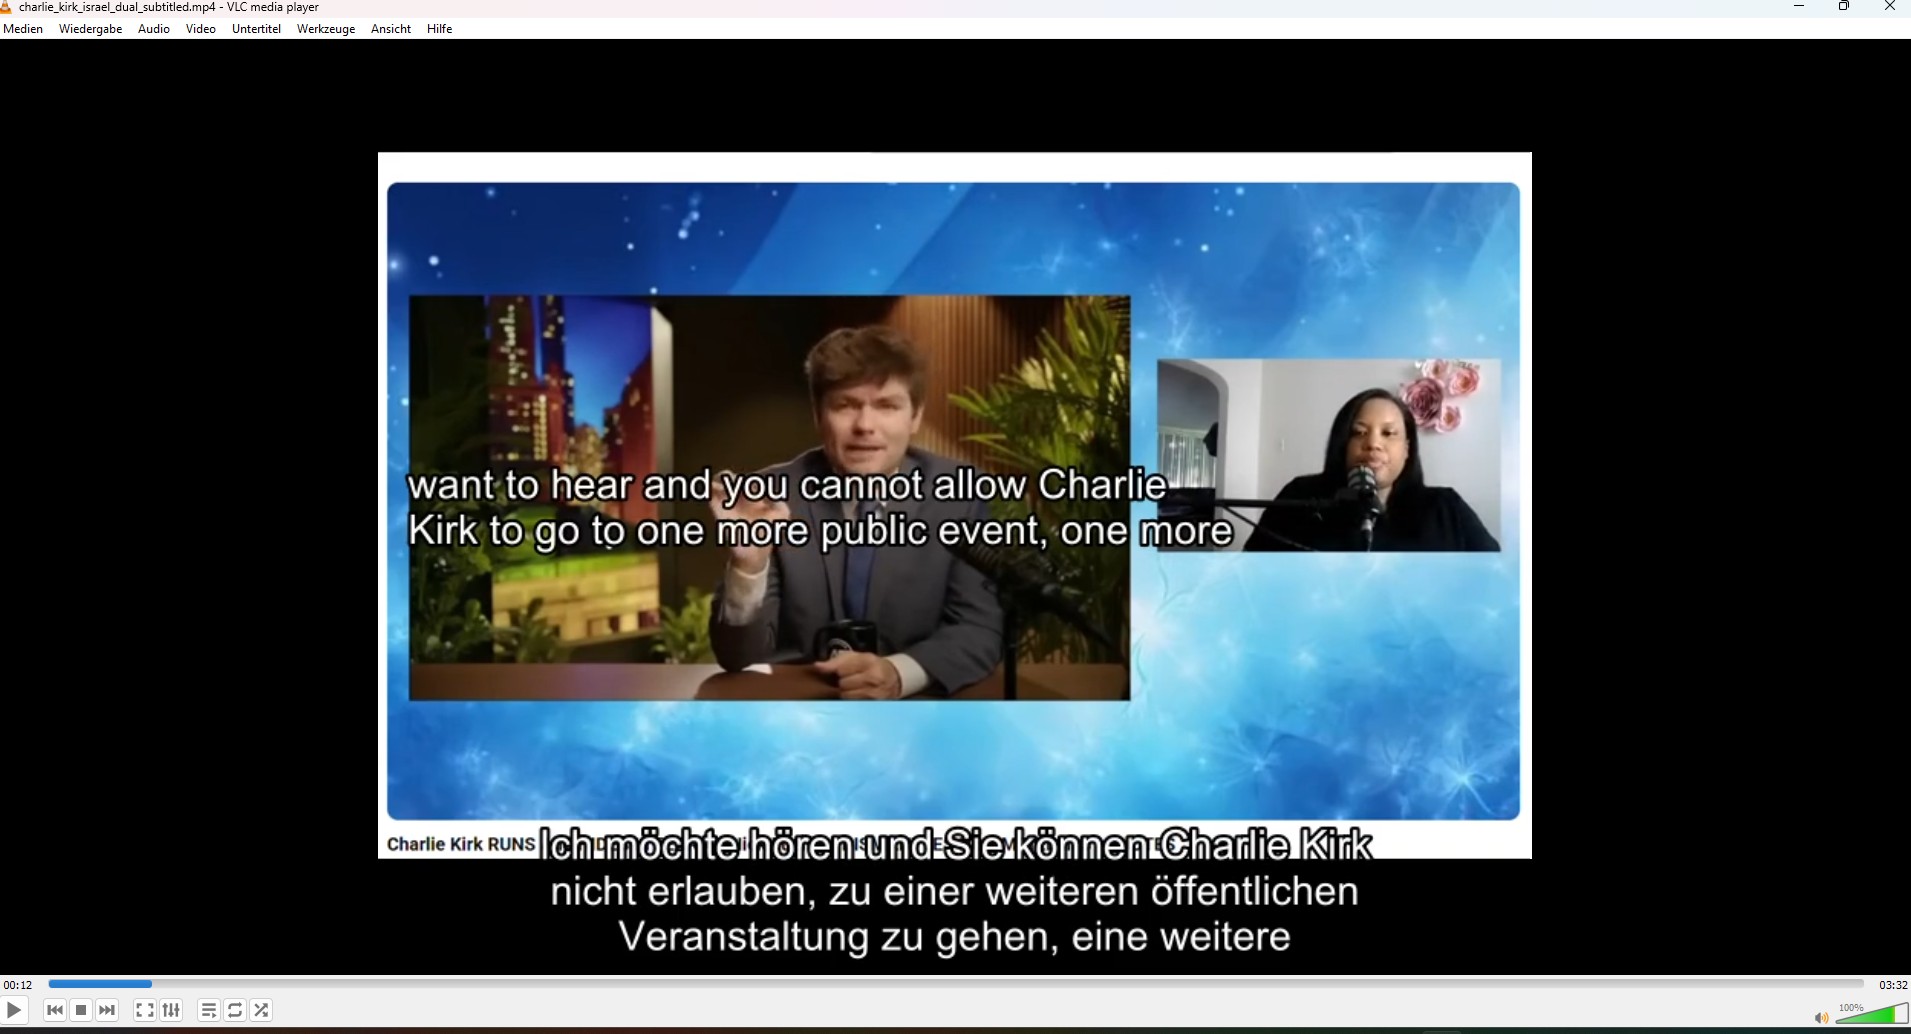 charlie_kirk_israel_dual_subtitled.mp4 - VLC media player
Medien Wiedergabe Audio Video Untertitel Werkzeuge Ansicht Hilfe
want to hear and you cannot allow Charlie
Kirk to go to one more public event, one more
Charlie Kirk RUNS
Ich möchte hören und Sie können Charlie Kirk
nicht erlauben, zu einer weiteren öffentlichen
Veranstaltung zu gehen, eine weitere
00:12 03:32
100%